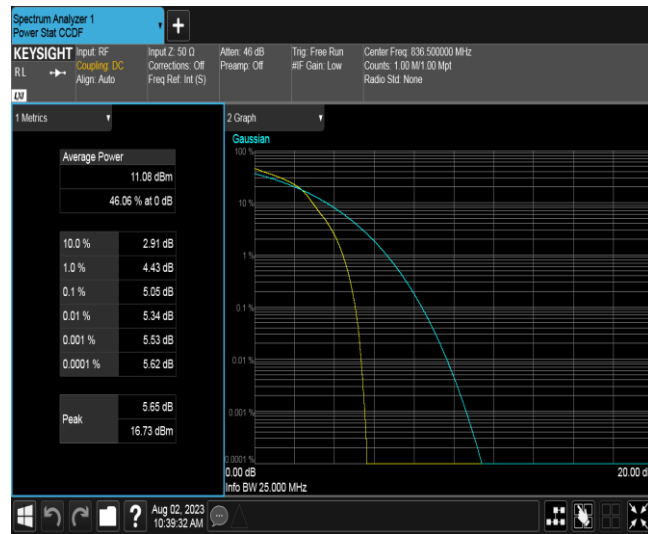 Spectrum Analyzer 1
Power Stat CCDF
+
KEYSIGHT
RL
LXI
Input: RF
Coupling: DC
Align: Auto
Input Z: 50 Ω
Corrections: Off
Freq Ref: Int (S)
Atten: 46 dB
Preamp: Off
Trig: Free Run
#IF Gain: Low
Center Freq: 836.500000 MHz
Counts: 1.00 M/1.00 Mpt
Radio Std: None
1 Metrics
Average Power
11.08 dBm
46.06 % at 0 dB
10.0 % 2.91 dB
1.0 % 4.43 dB
0.1 % 5.05 dB
0.01 % 5.34 dB
0.001 % 5.53 dB
0.0001 % 5.62 dB
Peak
5.65 dB
16.73 dBm
2 Graph
Gaussian
100 %
10 %
1 %
0.1 %
0.01 %
0.001 %
0.0001 %
0.00 dB
20.00 d
Info BW 25.000 MHz
?
Aug 02, 2023
10:39:32 AM